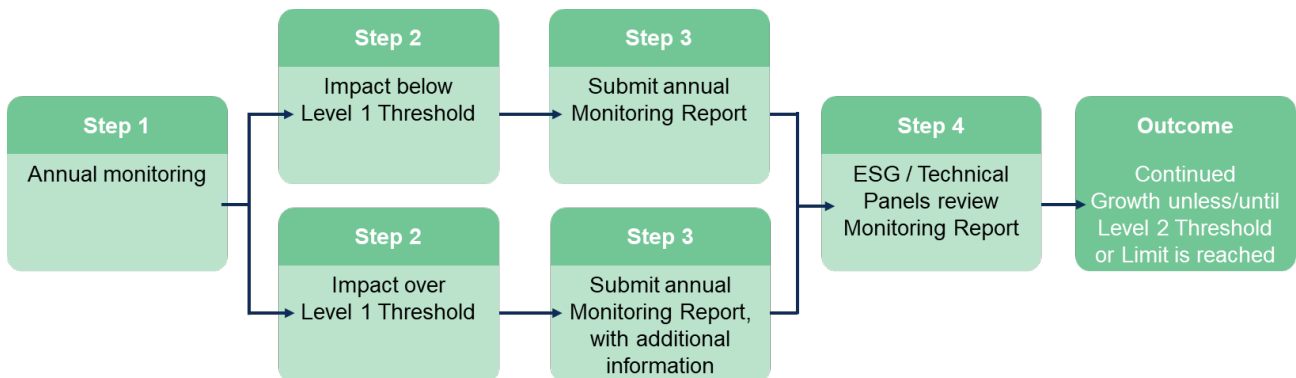 Step 1
Annual monitoring
Step 2
Impact below
Level 1 Threshold
Step 3
Submit annual
Monitoring Report
Step 2
Impact over
Level 1 Threshold
Step 3
Submit annual
Monitoring Report,
with additional
information
Step 4
ESG / Technical
Panels review
Monitoring Report
Outcome
Continued
Growth unless/until
Level 2 Threshold
or Limit is reached